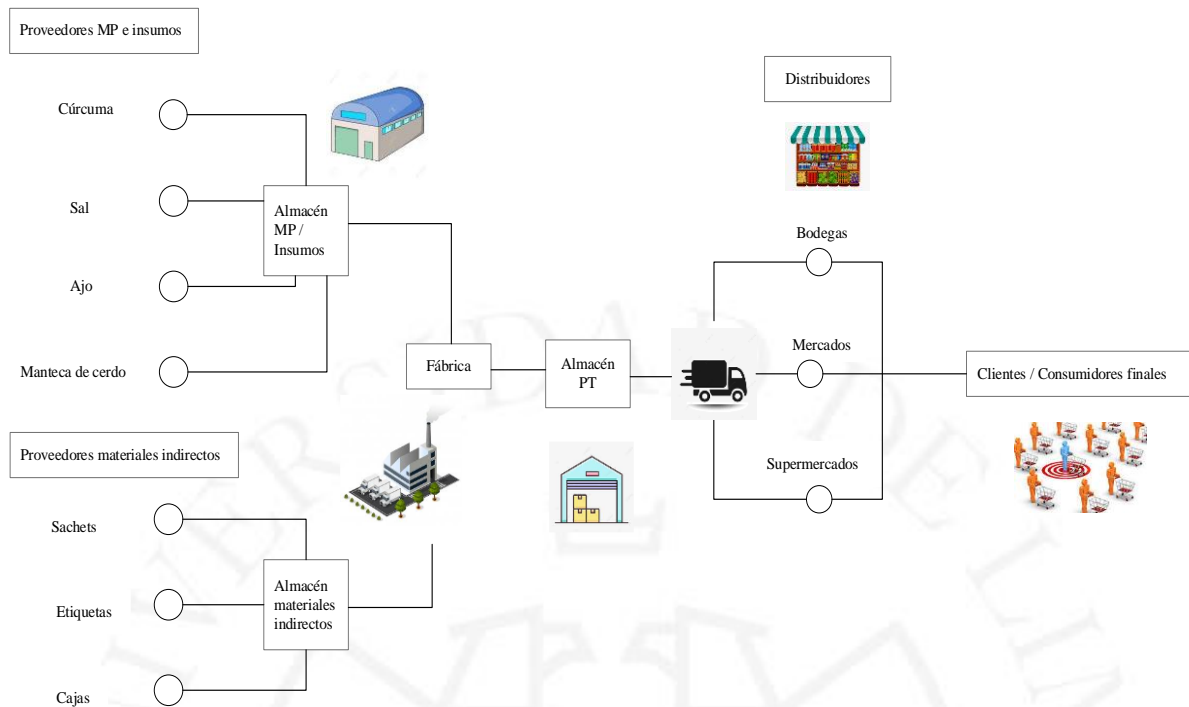 Proveedores MP e insumos
Cúrcuma
Sal
Ajo
Manteca de cerdo
Almacén
MP /
Insumos
Proveedores materiales indirectos
Sachets
Etiquetas
Cajas
Almacén
materiales
indirectos
Fábrica
Almacén
PT
Distribuidores
Bodegas
Mercados
Supermercados
Clientes / Consumidores finales